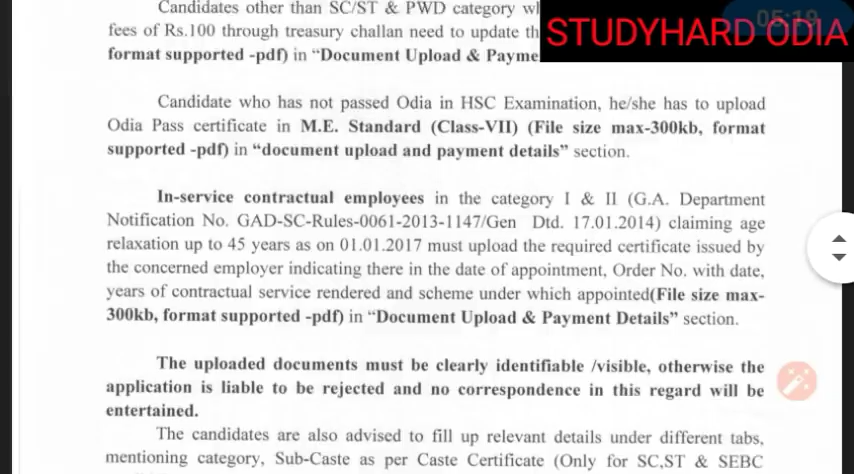 Candidates other than SC/ST & PWD category
fees of Rs.100 through treasury challan need to update
format supported -pdf) in “Document Upload &
STUDYHARD ODIA
05:19
Candidate who has not passed Odia in HSC Examination, he/she has to upload
Odia Pass certificate in M.E. Standard (Class-VII) (File size max-300kb, format
supported -pdf) in “document upload and payment details” section.
In-service contractual employees in the category I & II (G.A. Department
Notification No. GAD-SC-Rules-0061-2013-1147/Gen Dtd. 17.01.2014) claiming age
relaxation up to 45 years as on 01.01.2017 must upload the required certificate issued by
the concerned employer indicating there in the date of appointment, Order No. with date,
years of contractual service rendered and scheme under which appointed(File size max-
300kb, format supported -pdf) in “Document Upload & Payment Details” section.
The uploaded documents must be clearly identifiable /visible, otherwise the
application is liable to be rejected and no correspondence in this regard will be
entertained.
The candidates are also advised to fill up relevant details under different tabs,
mentioning category, Sub-Caste as per Caste Certificate (Only for SC,ST & SEBC